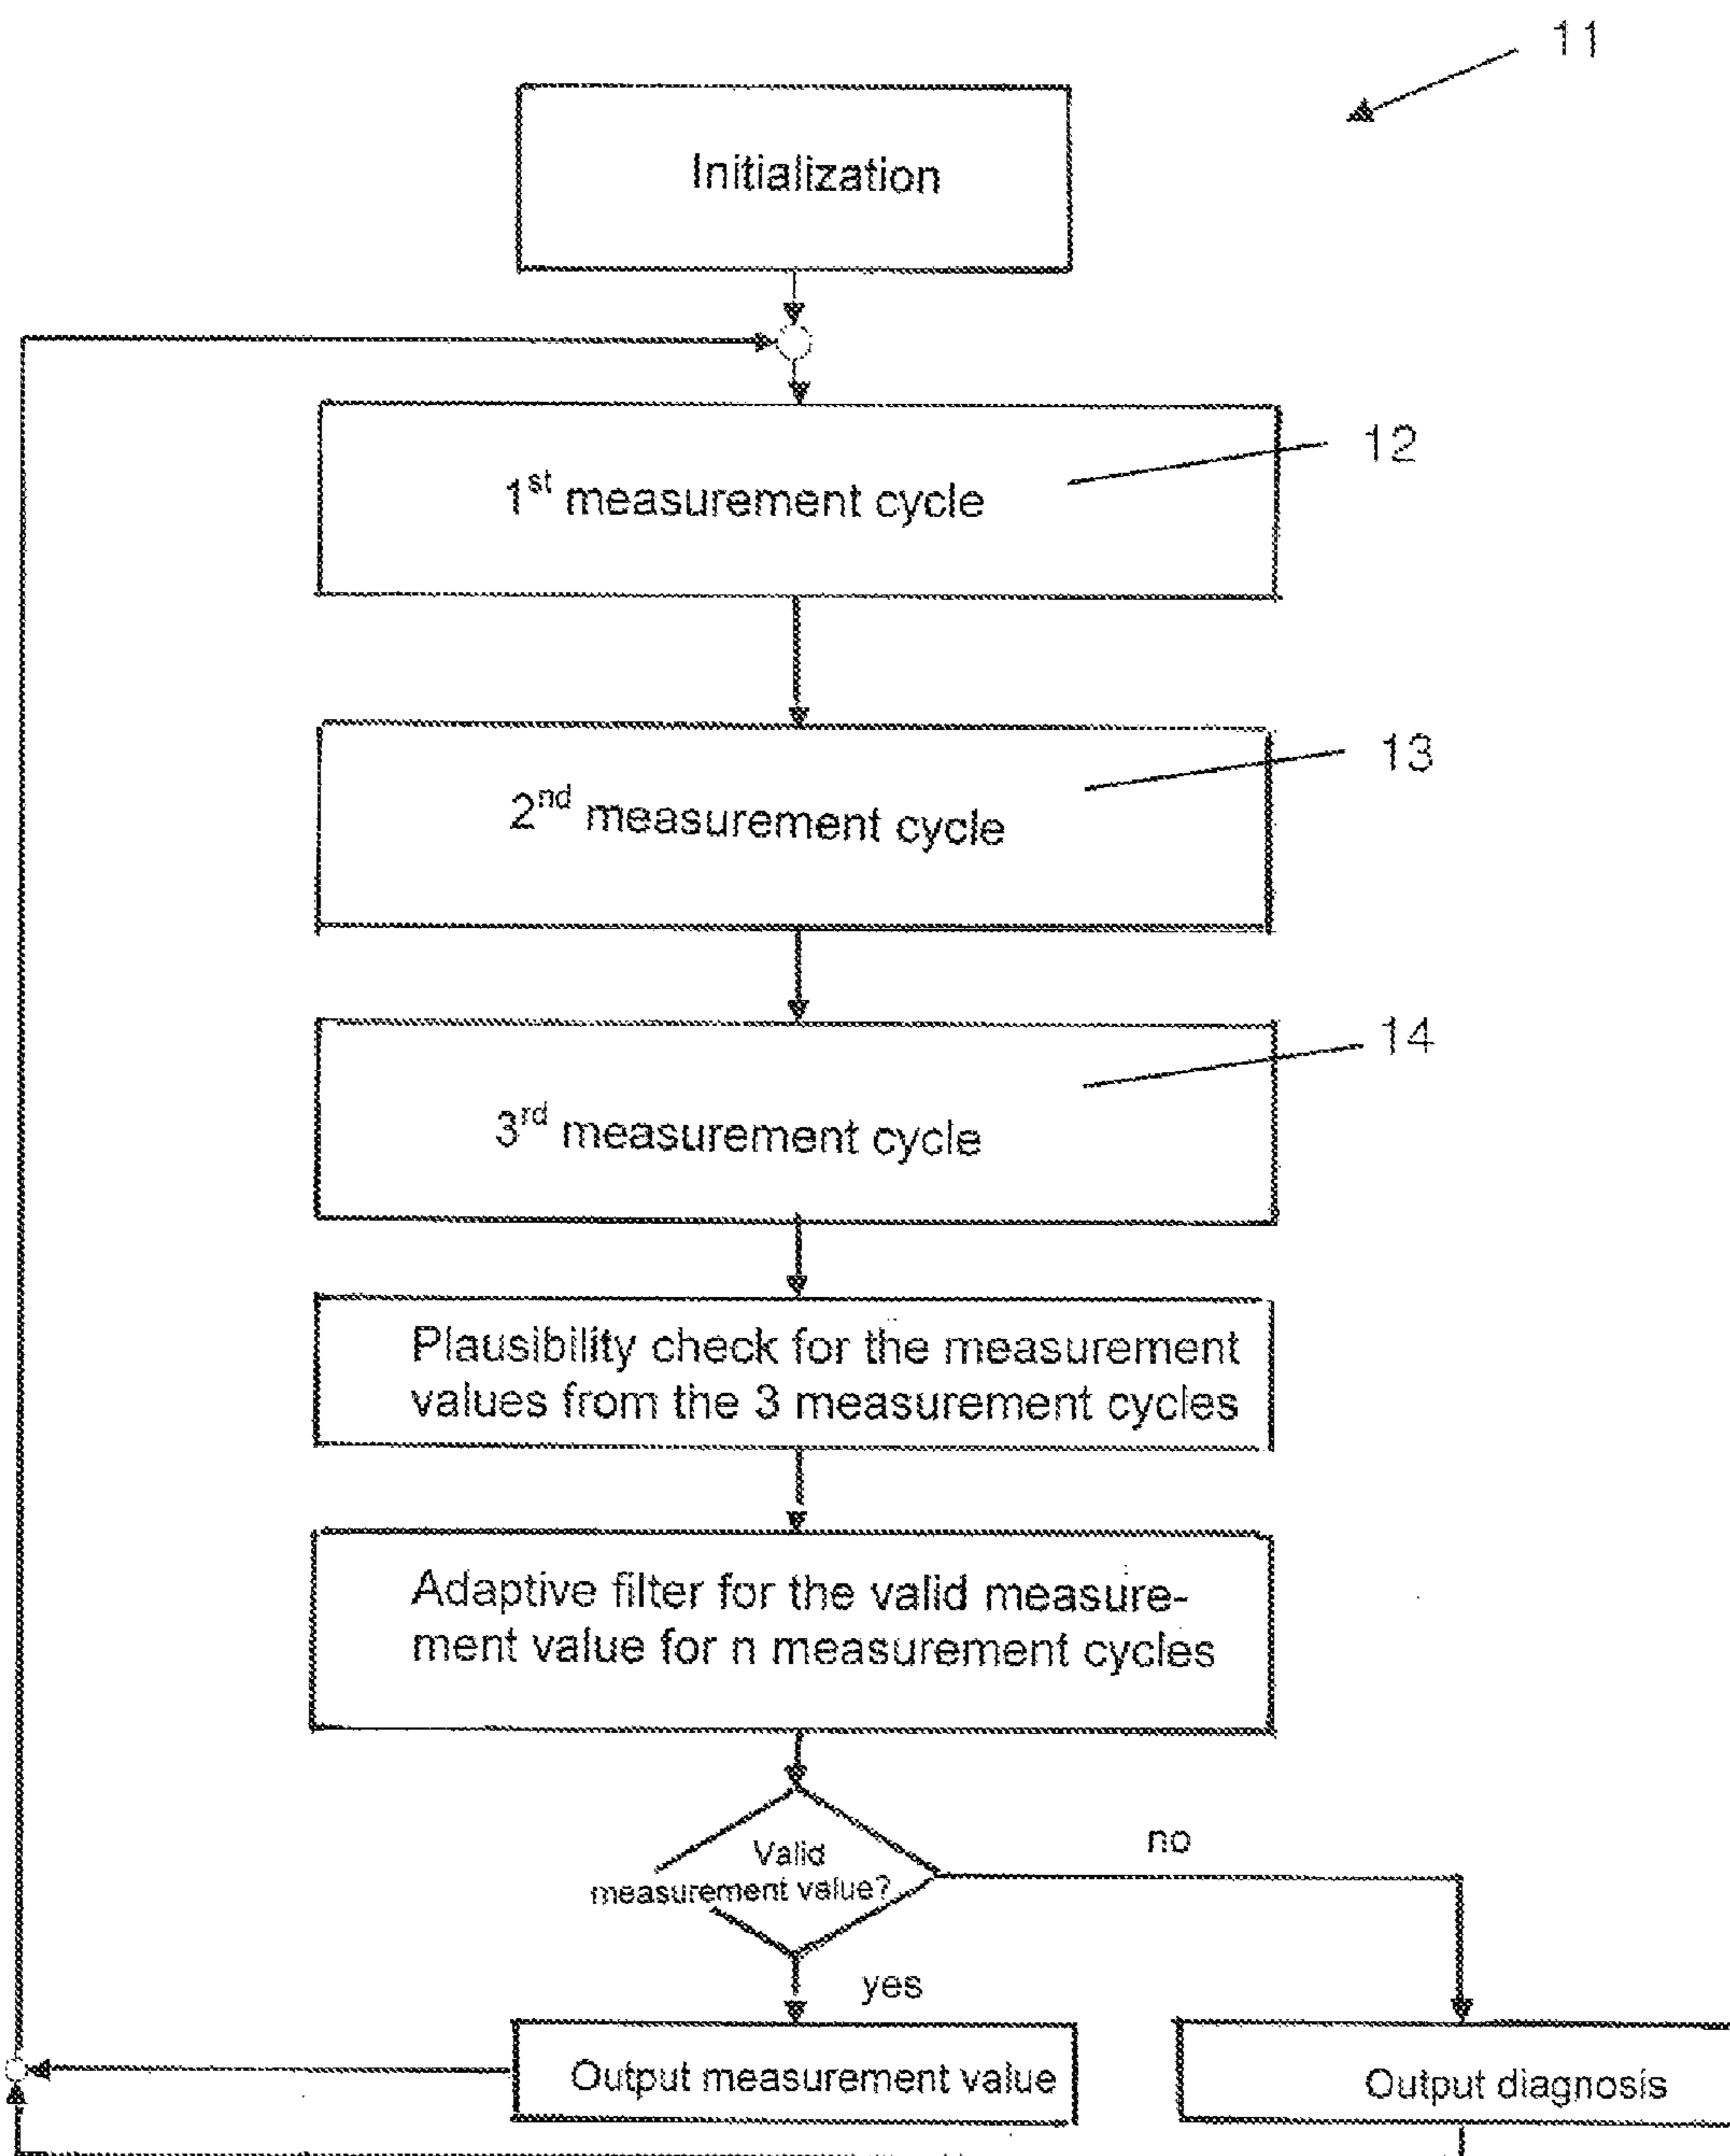 11
Initialization
12
1st measurement cycle
13
2nd measurement cycle
14
3rd measurement cycle
Plausibility check for the measurement
values from the 3 measurement cycles
Adaptive filter for the valid measure-
ment value for n measurement cycles
Valid
measurement value?
no
yes
Output measurement value
Output diagnosis